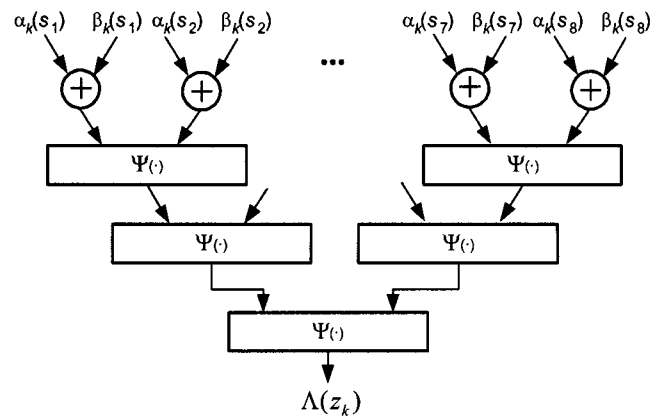 αₖ(s₁) βₖ(s₁) αₖ(s₂) βₖ(s₂) ... αₖ(s₇) βₖ(s₇) αₖ(s₈) βₖ(s₈)
+ + + +
Ψ(·) Ψ(·)
Ψ(·) Ψ(·)
Ψ(·)
Λ(zₖ)